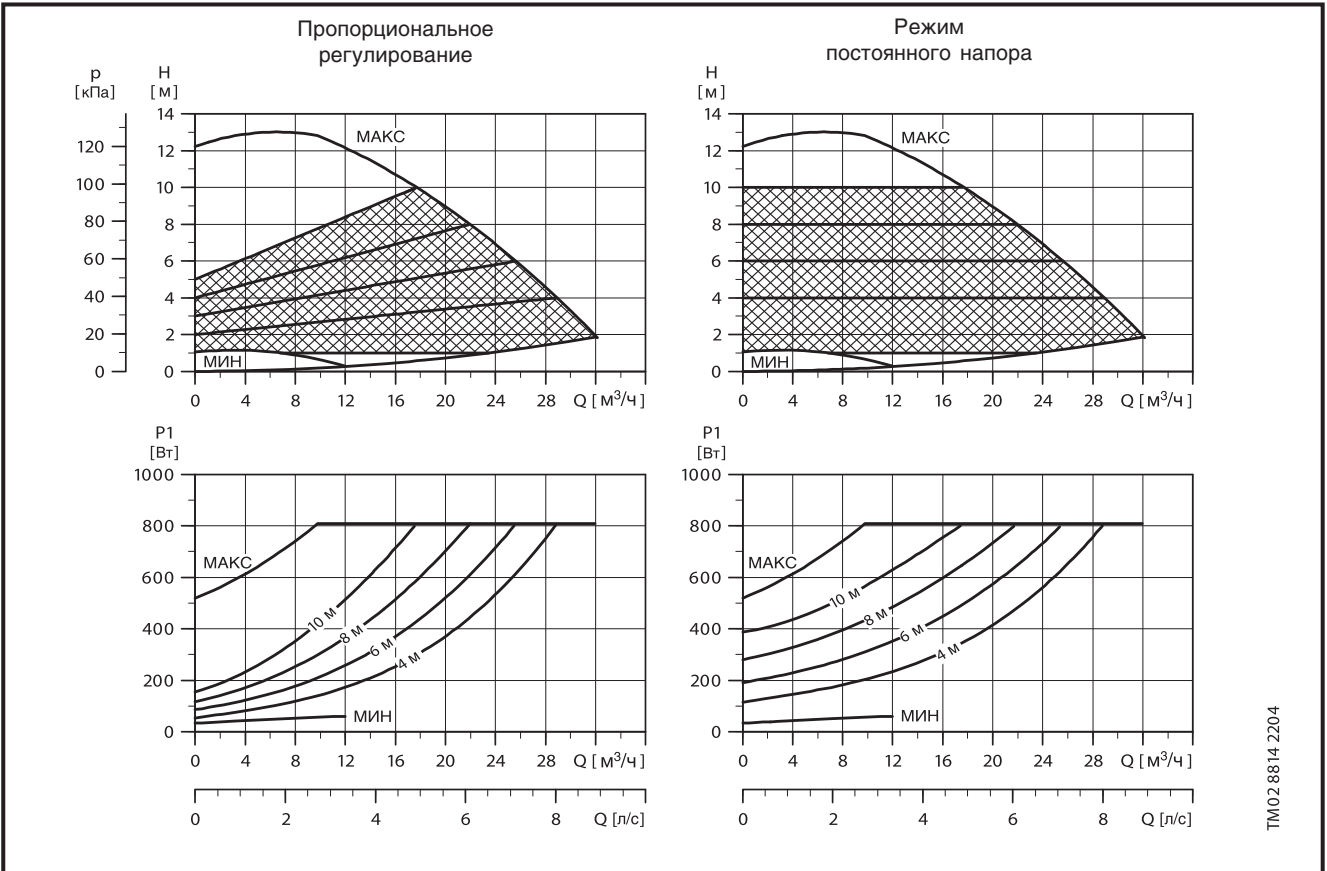 Пропорциональное
регулирование
Режим
постоянного напора
p
[кПа]
H
[м]
14
12
10
8
6
4
2
0
120
100
80
60
40
20
0
МАКС
МИН
0 4 8 12 16 20 24 28 Q [м³/ч]
H
[м]
14
12
10
8
6
4
2
0
МАКС
МИН
0 4 8 12 16 20 24 28 Q [м³/ч]
P1
[Вт]
1000
800
600
400
200
0
МАКС
10 м
8 м
6 м
4 м
МИН
0 4 8 12 16 20 24 28 Q [м³/ч]
0 2 4 6 8 Q [л/с]
P1
[Вт]
1000
800
600
400
200
0
МАКС
10 м
8 м
6 м
4 м
МИН
0 4 8 12 16 20 24 28 Q [м³/ч]
0 2 4 6 8 Q [л/с]
TM02 8814 2204